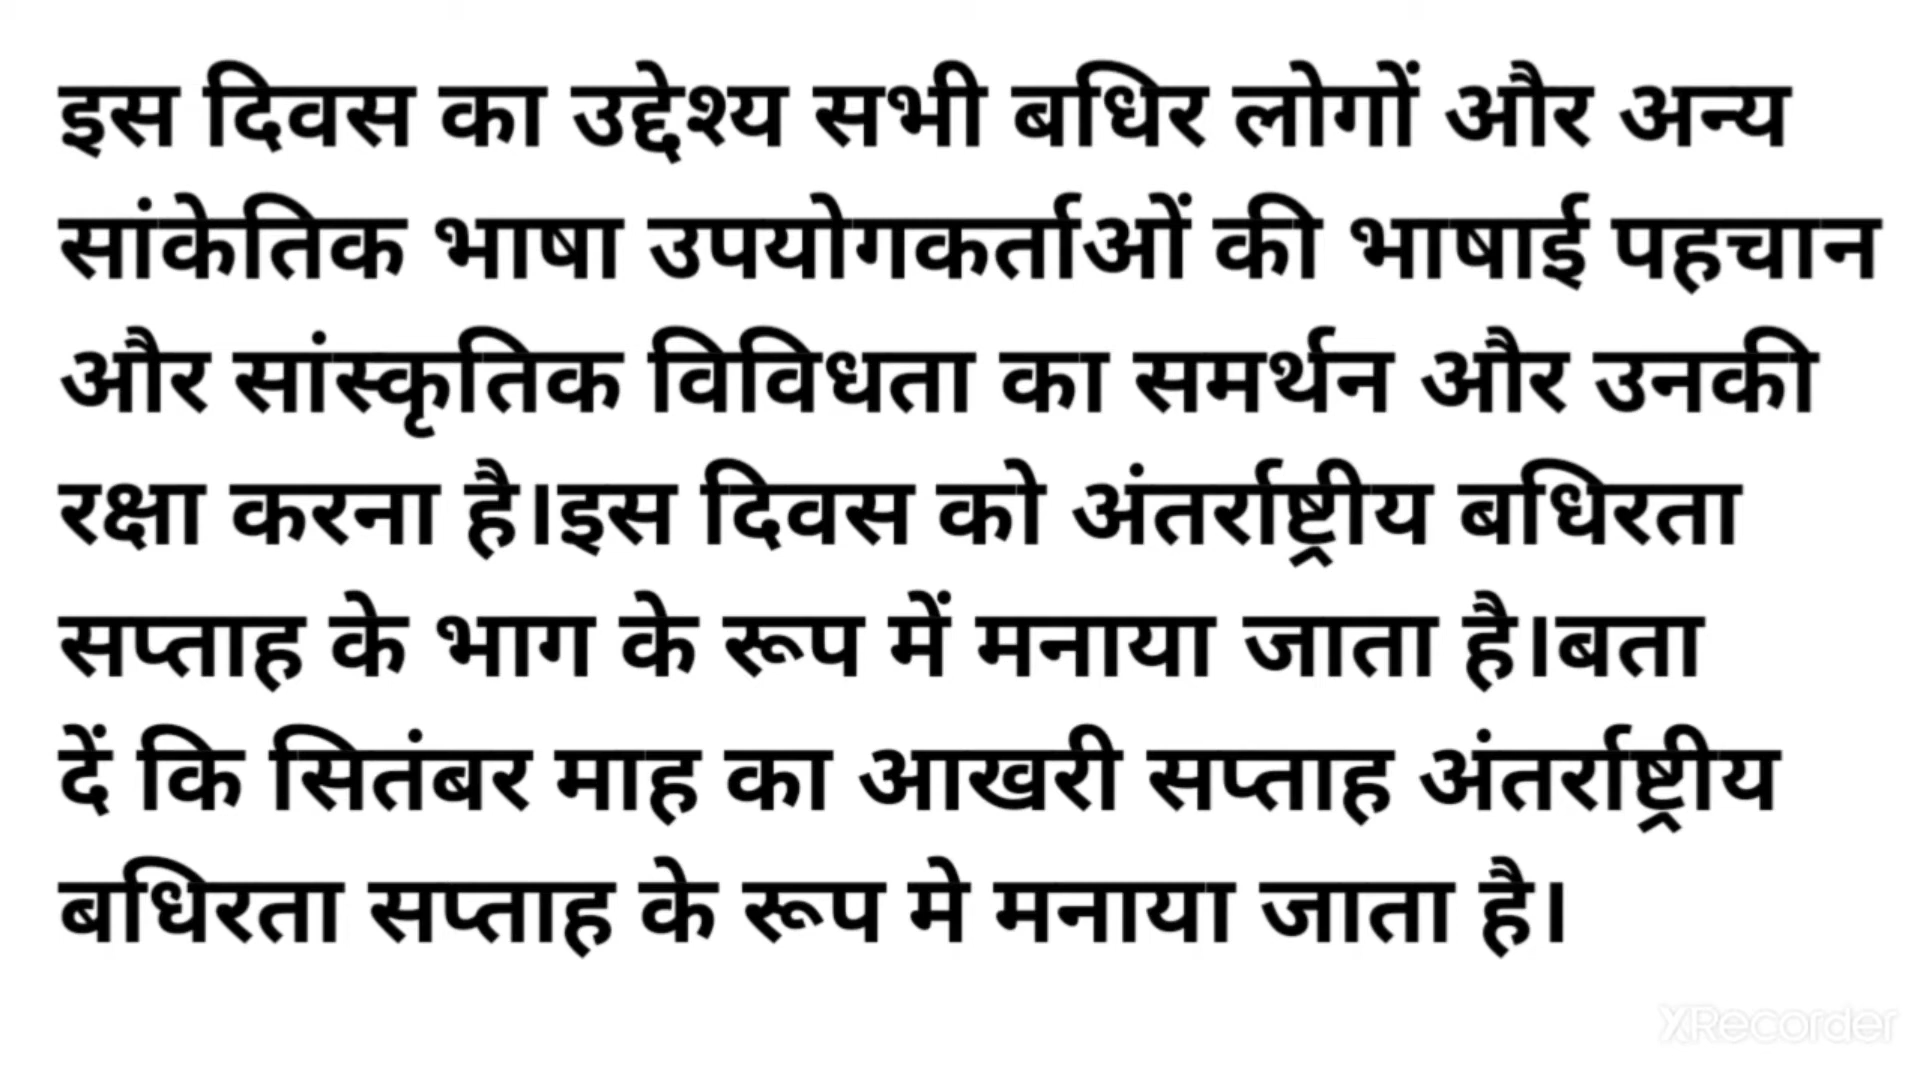 इस दिवस का उद्देश्य सभी बधिर लोगों और अन्य
सांकेतिक भाषा उपयोगकर्ताओं की भाषाई पहचान
और सांस्कृतिक विविधता का समर्थन और उनकी
रक्षा करना है।इस दिवस को अंतर्राष्ट्रीय बधिरता
सप्ताह के भाग के रूप में मनाया जाता है।बता
दें कि सितंबर माह का आखरी सप्ताह अंतर्राष्ट्रीय
बधिरता सप्ताह के रूप मे मनाया जाता है।
XRecorder